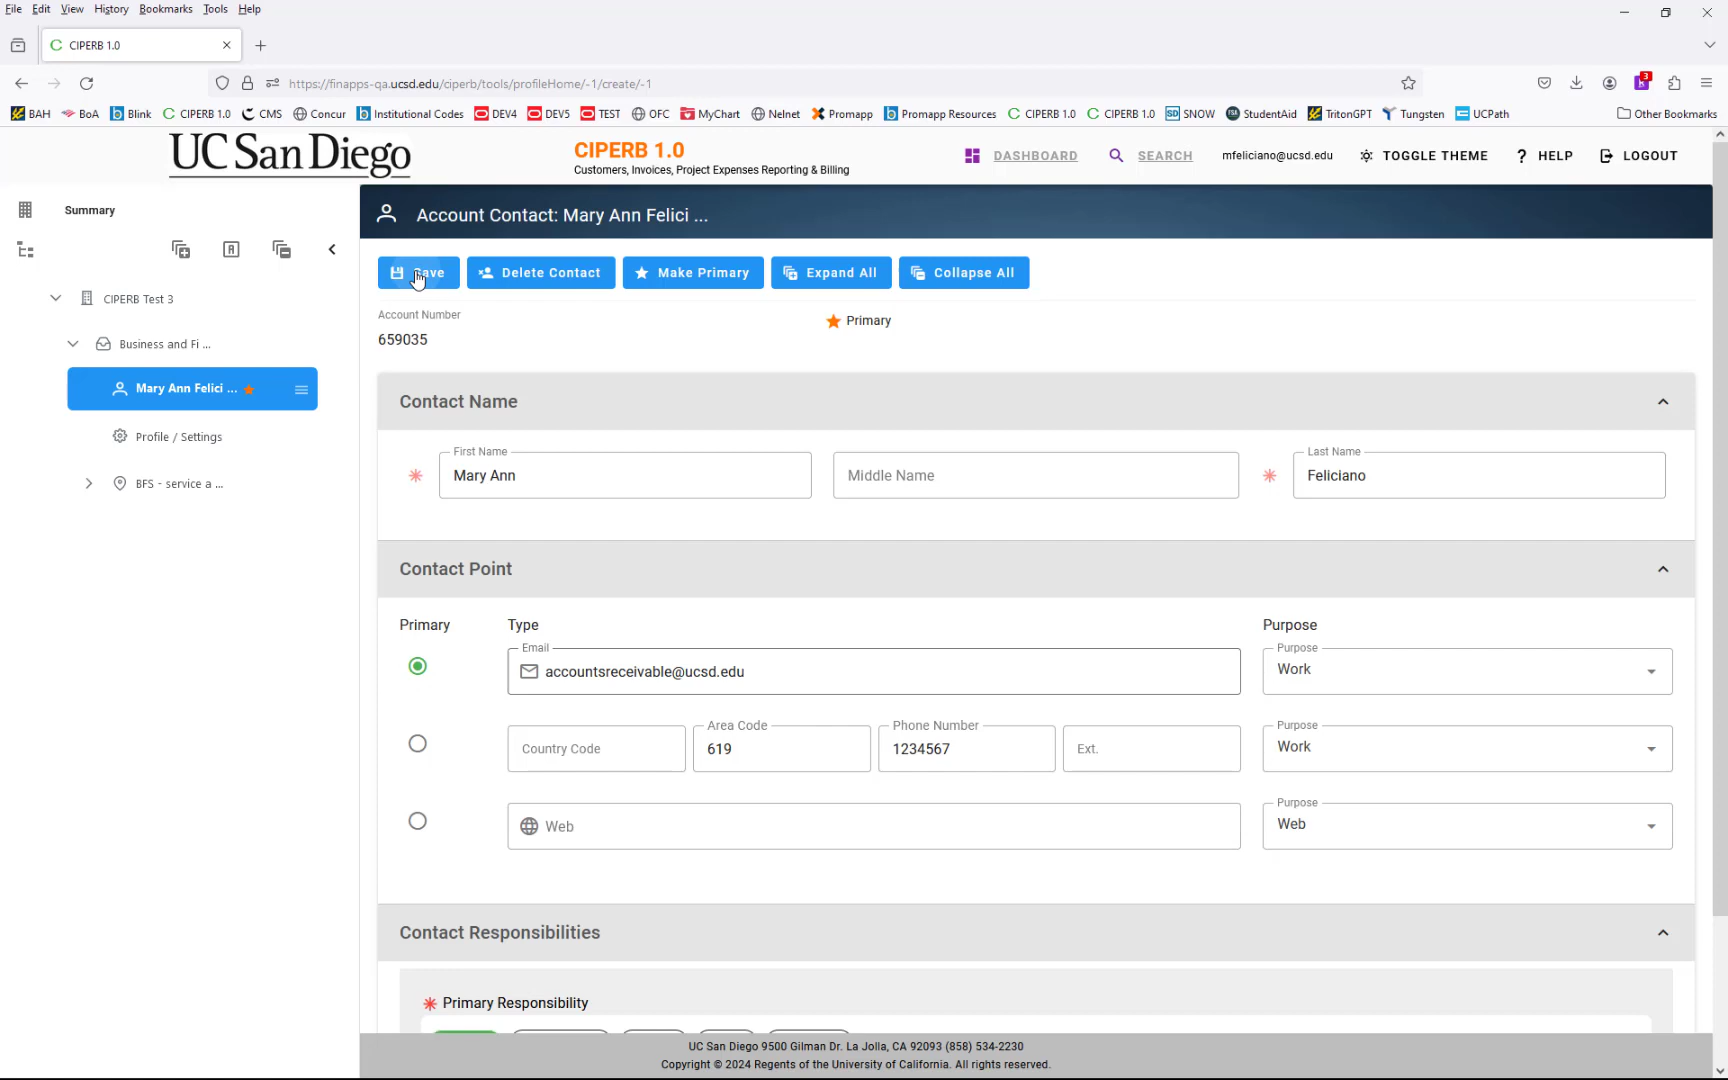 File Edit View History Bookmarks Tools Help
CIPERB 1.0
https://finapps-qa.ucsd.edu/ciperb/tools/profileHome/-1/create/-1
3
BAH BoA Blink CIPERB 1.0 CMS Concur Institutional Codes DEV4 DEV5 TEST OFC MyChart Nelnet Promapp Promapp Resources CIPERB 1.0 CIPERB 1.0 SNOW StudentAid TritonGPT Tungsten UCPath Other Bookmarks
UC San Diego
CIPERB 1.0
Customers, Invoices, Project Expenses Reporting & Billing
DASHBOARD SEARCH mfeliciano@ucsd.edu TOGGLE THEME ? HELP LOGOUT
Summary
CIPERB Test 3
Business and Fi ...
Mary Ann Felici ...
Profile / Settings
BFS - service a ...
Account Contact: Mary Ann Felici ...
Save Delete Contact Make Primary Expand All Collapse All
Account Number
659035
Primary
Contact Name
First Name
Mary Ann
Middle Name
Last Name
Feliciano
Contact Point
Primary Type Purpose
Email
accountsreceivable@ucsd.edu
Purpose
Work
Country Code
Area Code
619
Phone Number
1234567
Ext.
Purpose
Work
Web
Purpose
Web
Contact Responsibilities
Primary Responsibility
UC San Diego 9500 Gilman Dr. La Jolla, CA 92093 (858) 534-2230
Copyright © 2024 Regents of the University of California. All rights reserved.